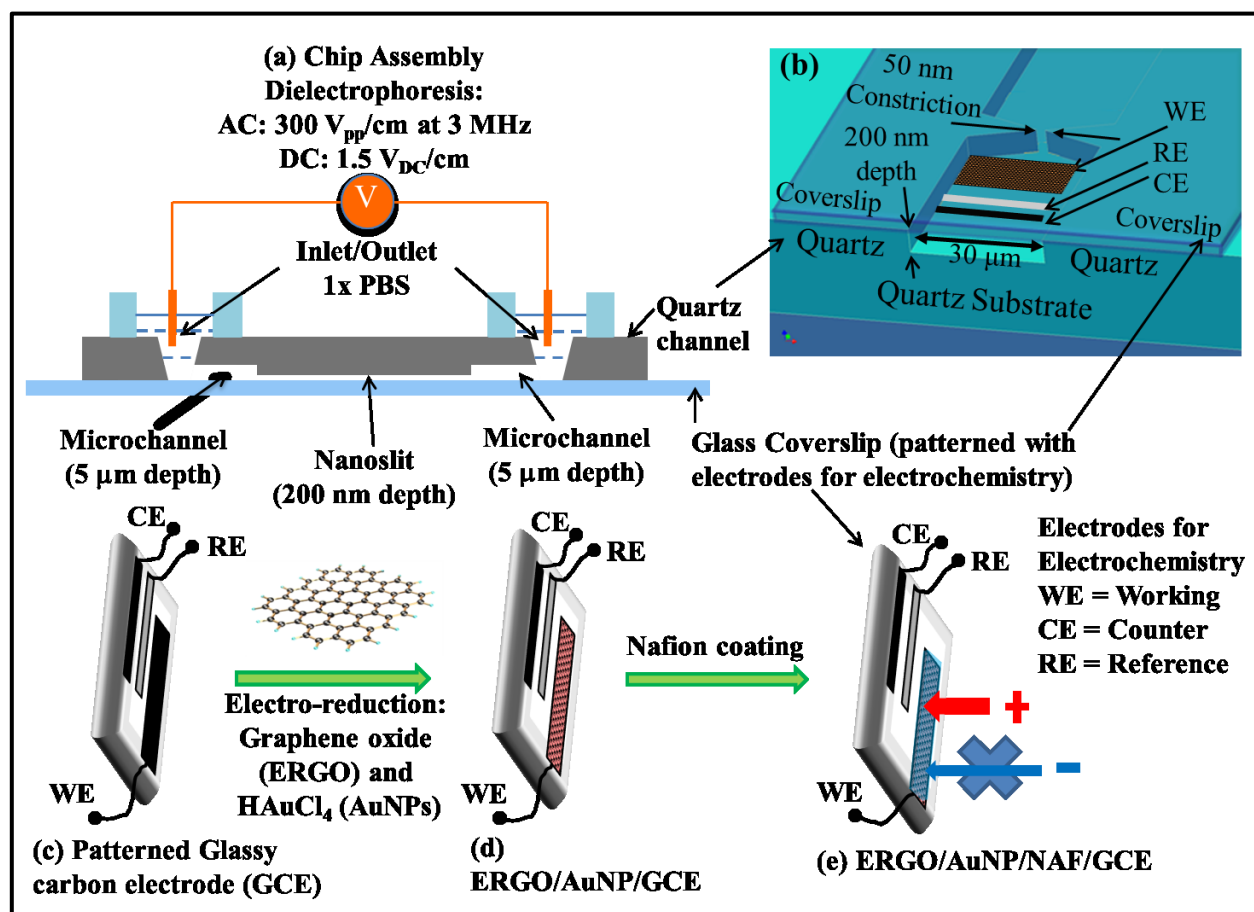 (a) Chip Assembly
Dielectrophoresis:
AC: 300 Vpp/cm at 3 MHz
DC: 1.5 VDC/cm
V
Inlet/Outlet
1x PBS
Quartz
channel
Microchannel
(5 μm depth)
Nanoslit
(200 nm depth)
Microchannel
(5 μm depth)
(b)
50 nm
Constriction
200 nm
depth
WE
RE
CE
Coverslip
Coverslip
Quartz
30 μm
Quartz
Quartz Substrate
Glass Coverslip (patterned with
electrodes for electrochemistry)
CE
RE
WE
(c) Patterned Glassy
carbon electrode (GCE)
Electro-reduction:
Graphene oxide
(ERGO) and
HAuCl4 (AuNPs)
CE
RE
WE
(d)
ERGO/AuNP/GCE
Nafion coating
CE
RE
WE
+
-
(e) ERGO/AuNP/NAF/GCE
Electrodes for
Electrochemistry
WE = Working
CE = Counter
RE = Reference